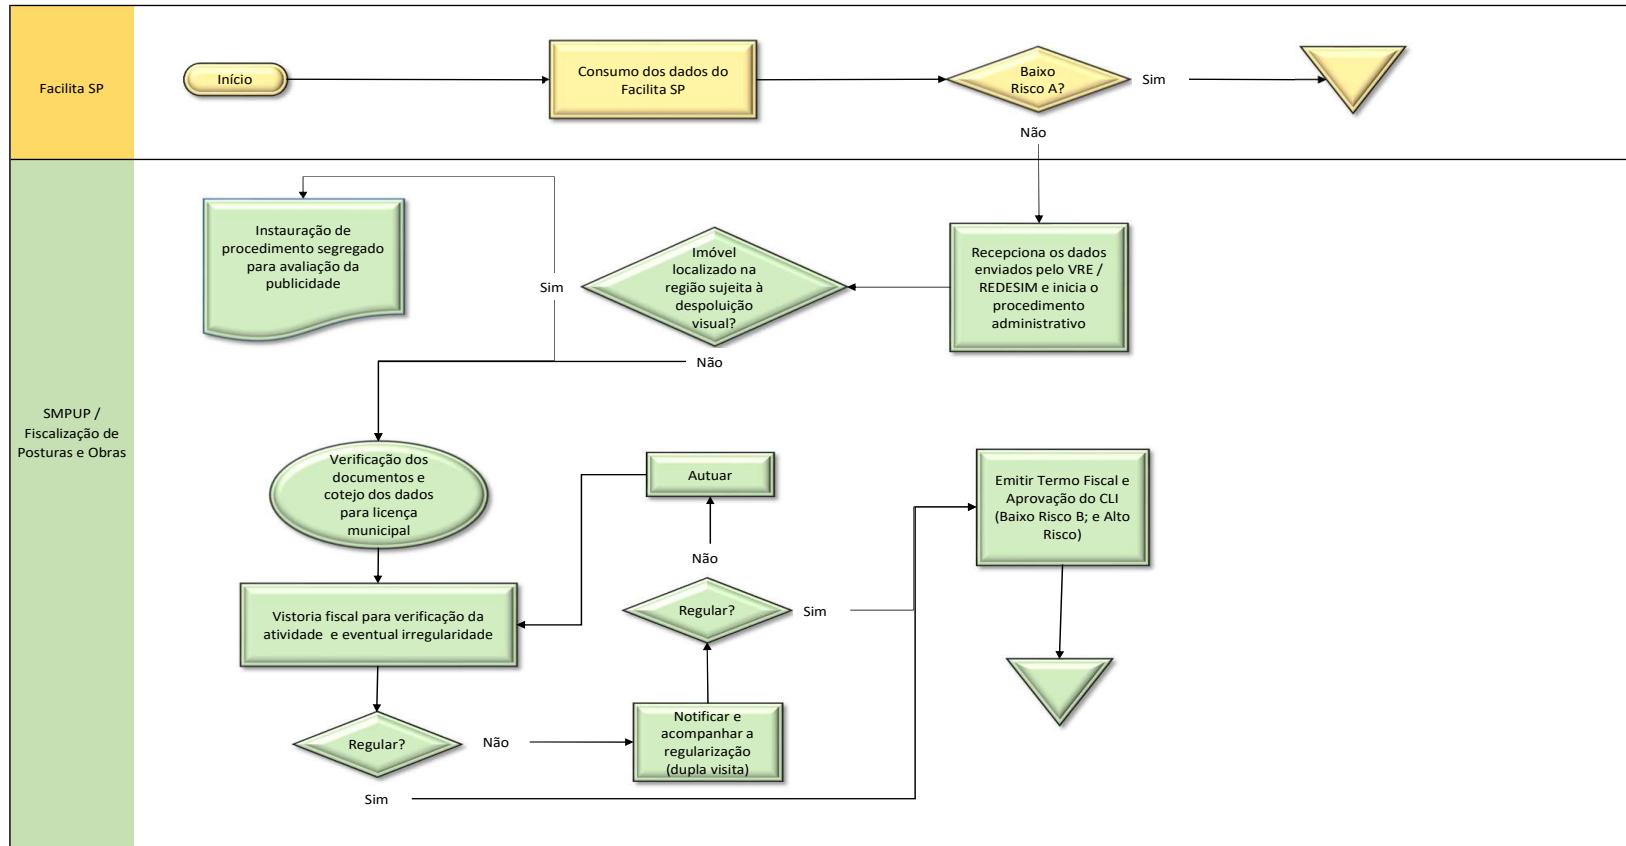 Facilita SP
Início
Consumo dos dados do
Facilita SP
Baixo
Risco A?
Sim
Não
SMPUP /
Fiscalização de
Posturas e Obras
Recepciona os dados
enviados pelo VRE /
REDESIM e inicia o
procedimento
administrativo
Imóvel
localizado na
região sujeita à
despoluição
visual?
Sim
Instauração de
procedimento segregado
para avaliação da
publicidade
Não
Verificação dos
documentos e
cotejo dos dados
para licença
municipal
Vistoria fiscal para verificação da
atividade  e eventual irregularidade
Regular?
Não
Notificar e
acompanhar a
regularização
(dupla visita)
Regular?
Não
Autuar
Sim
Sim
Emitir Termo Fiscal e
Aprovação do CLI
(Baixo Risco B; e Alto
Risco)